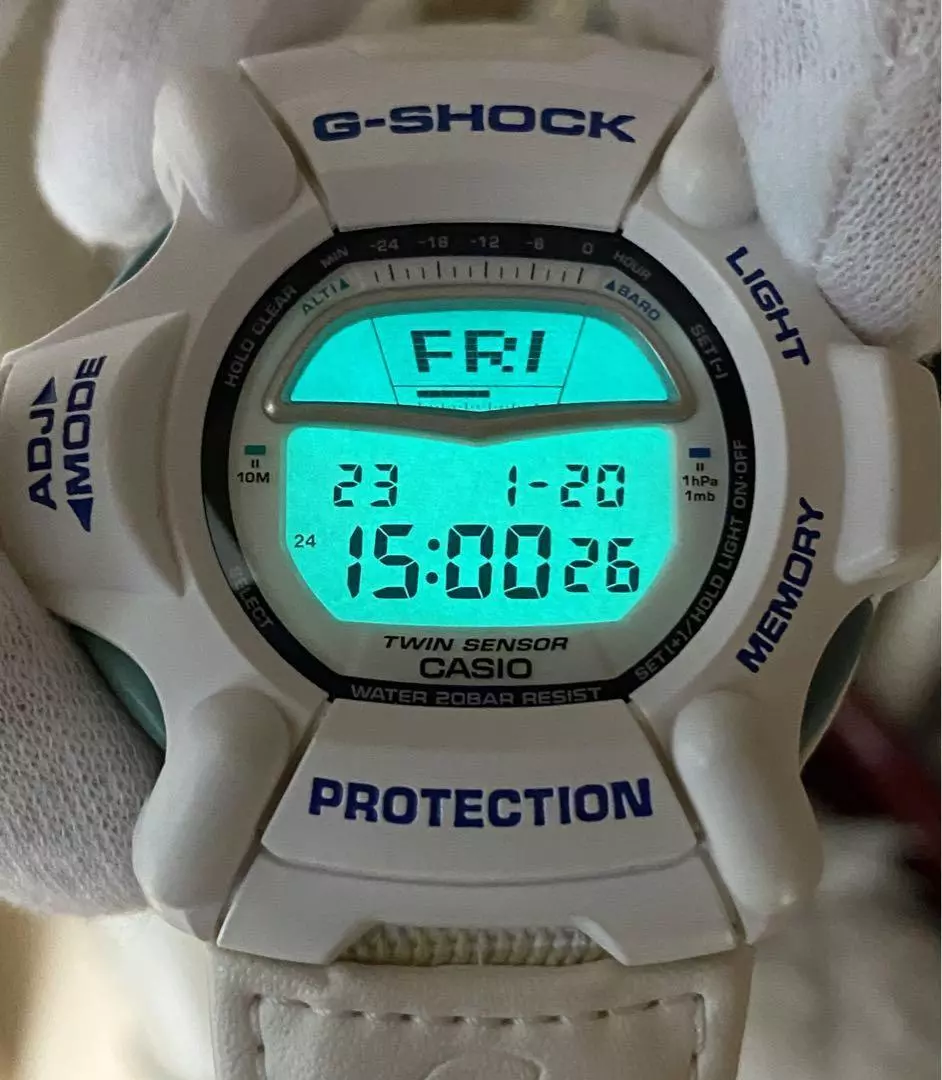 G-SHOCK
MIN -24 -18 -12 -6 0 HOUR
HOLD CLEAR
ALTI▲
▲BARO
SET(-)
LIGHT
ADJ▶
◀MODE
FRI
10M
1hPa
1mb
23 1-20
24 15:00 26
SELECT
SET(+)/HOLD LIGHT ON·OFF
MEMORY
TWIN SENSOR
CASIO
WATER 20BAR RESIST
PROTECTION